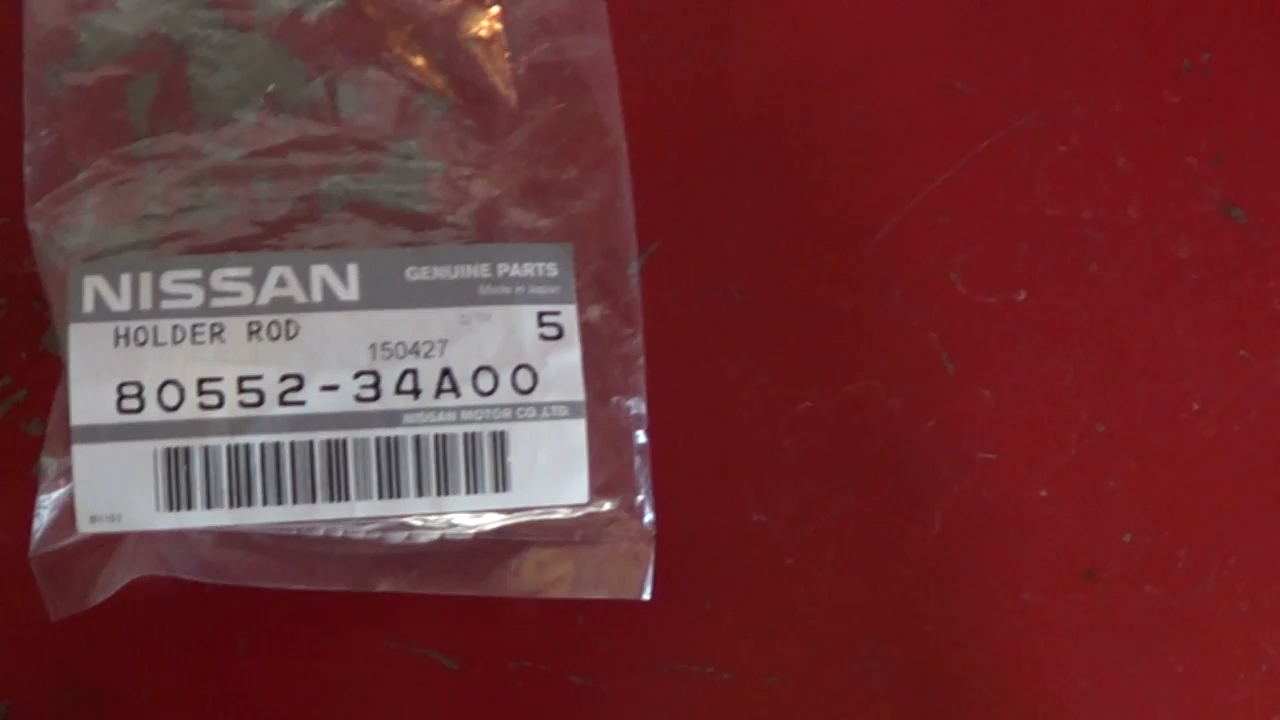 NISSAN
GENUINE PARTS
Made in Japan
HOLDER ROD
5
150427
80552-34A00
NISSAN MOTOR CO.,LTD.